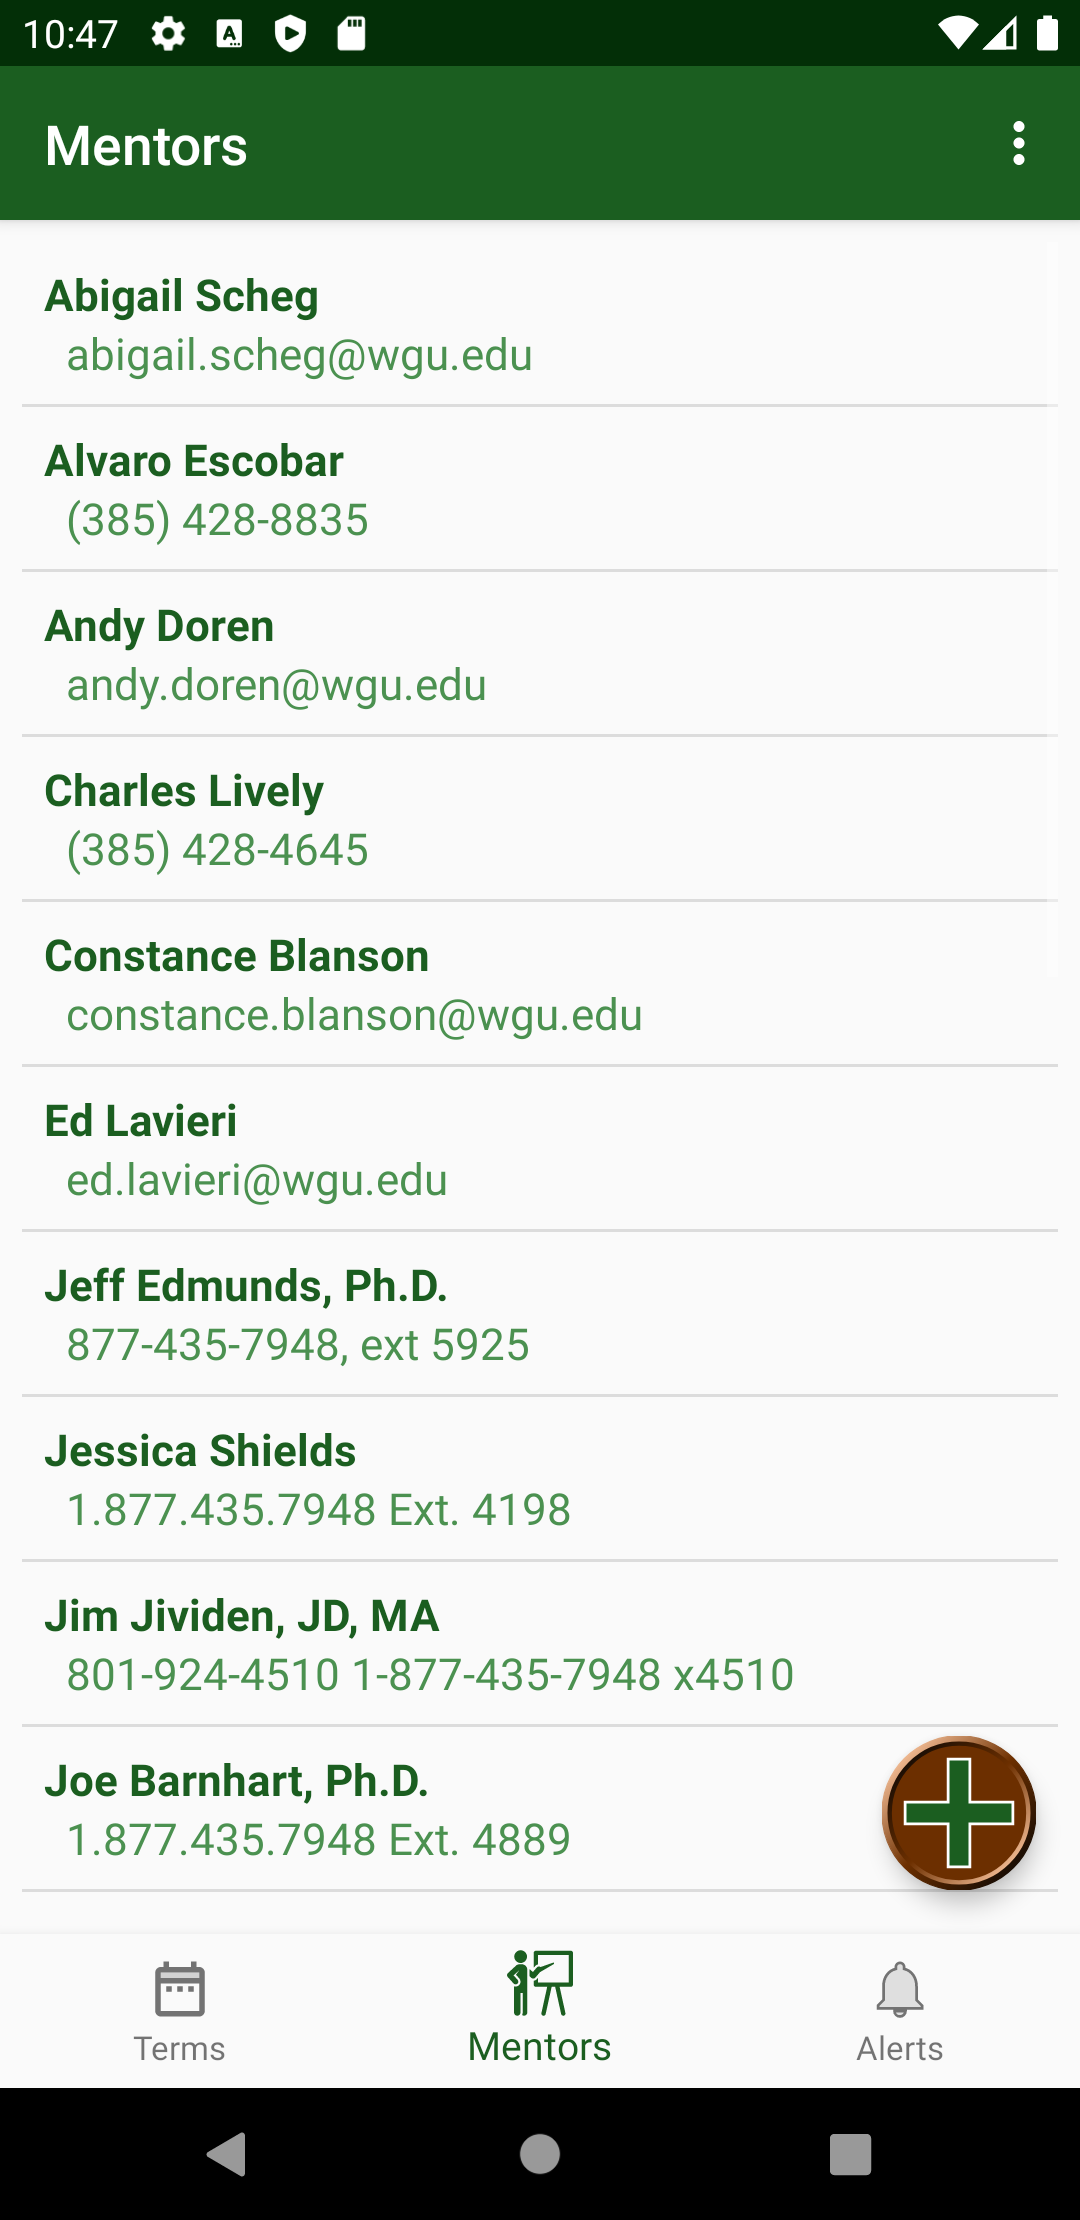 10:47
Mentors
Abigail Scheg
abigail.scheg@wgu.edu
Alvaro Escobar
(385) 428-8835
Andy Doren
andy.doren@wgu.edu
Charles Lively
(385) 428-4645
Constance Blanson
constance.blanson@wgu.edu
Ed Lavieri
ed.lavieri@wgu.edu
Jeff Edmunds, Ph.D.
877-435-7948, ext 5925
Jessica Shields
1.877.435.7948 Ext. 4198
Jim Jividen, JD, MA
801-924-4510 1-877-435-7948 x4510
Joe Barnhart, Ph.D.
1.877.435.7948 Ext. 4889
Terms
Mentors
Alerts